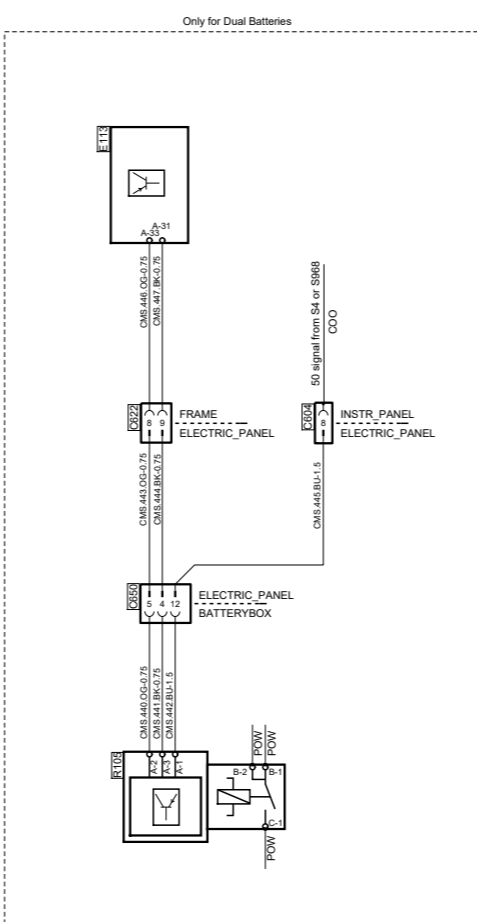 Only for Dual Batteries
E113
A-31
A-33
CMS.446.OG-0.75
CMS.447.BK-0.75
50 signal from S4 or S968
COO
C622
8 9
FRAME
ELECTRIC_PANEL
C604
8
INSTR_PANEL
ELECTRIC_PANEL
CMS.443.OG-0.75
CMS.444.BK-0.75
CMS.445.BU-1.5
C650
5 4 12
ELECTRIC_PANEL
BATTERYBOX
CMS.440.OG-0.75
CMS.441.BK-0.75
CMS.442.BU-1.5
R105
A-2
A-3
A-1
POW
POW
B-2
B-1
C-1
POW